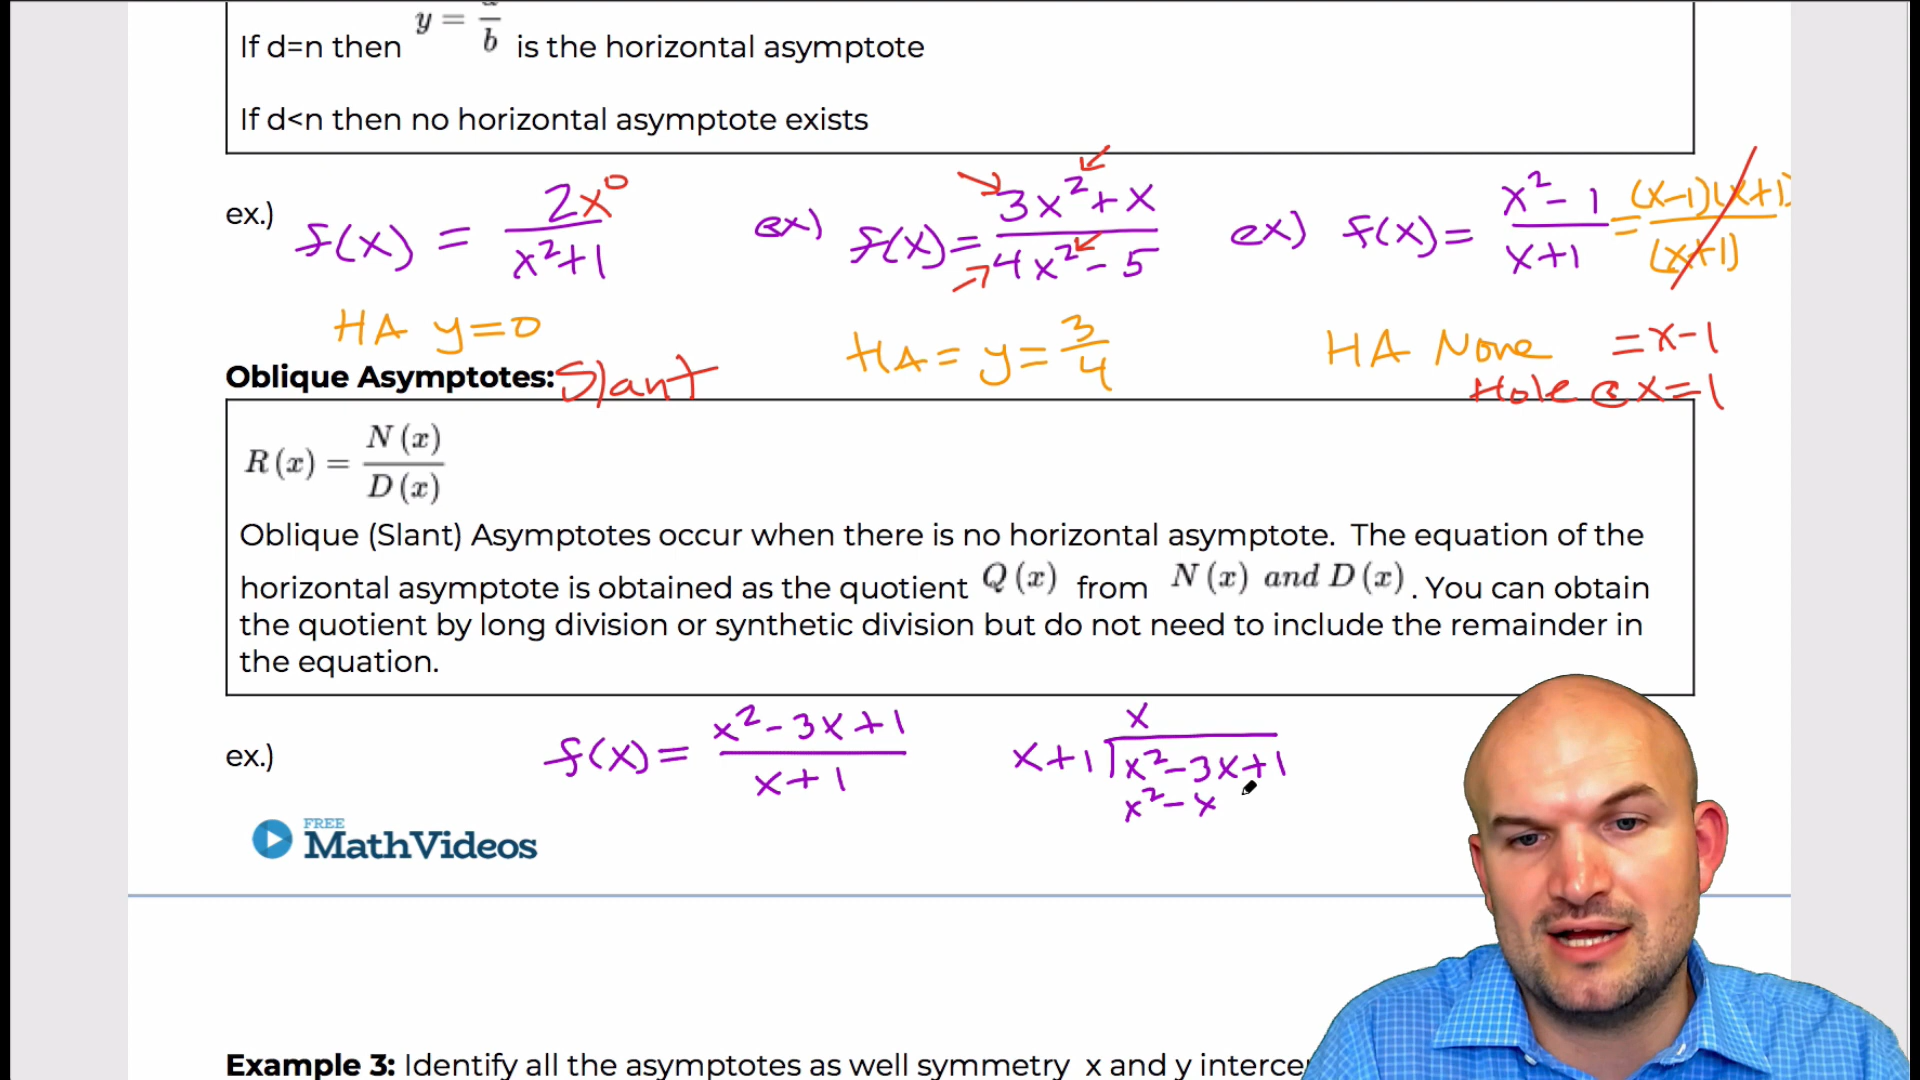 y = —/b
If d=n then is the horizontal asymptote
If d<n then no horizontal asymptote exists
ex.) f(x) = 2x⁰/x²+1
ex) f(x) = 3x²+x/4x²-5
ex) f(x) = x²-1/x+1 = (x-1)(x+1)/(x+1)
HA y=0
HA = y = 3/4
HA None
= x-1
Hole @ x=1
Oblique Asymptotes: Slant
R(x) = N(x)/D(x)
Oblique (Slant) Asymptotes occur when there is no horizontal asymptote. The equation of the
horizontal asymptote is obtained as the quotient Q(x) from N(x) and D(x). You can obtain
the quotient by long division or synthetic division but do not need to include the remainder in
the equation.
ex.) f(x) = x²-3x+1/x+1
x
x+1 x²-3x+1
x²-x
FREE
MathVideos
Example 3: Identify all the asymptotes as well symmetry x and y interce